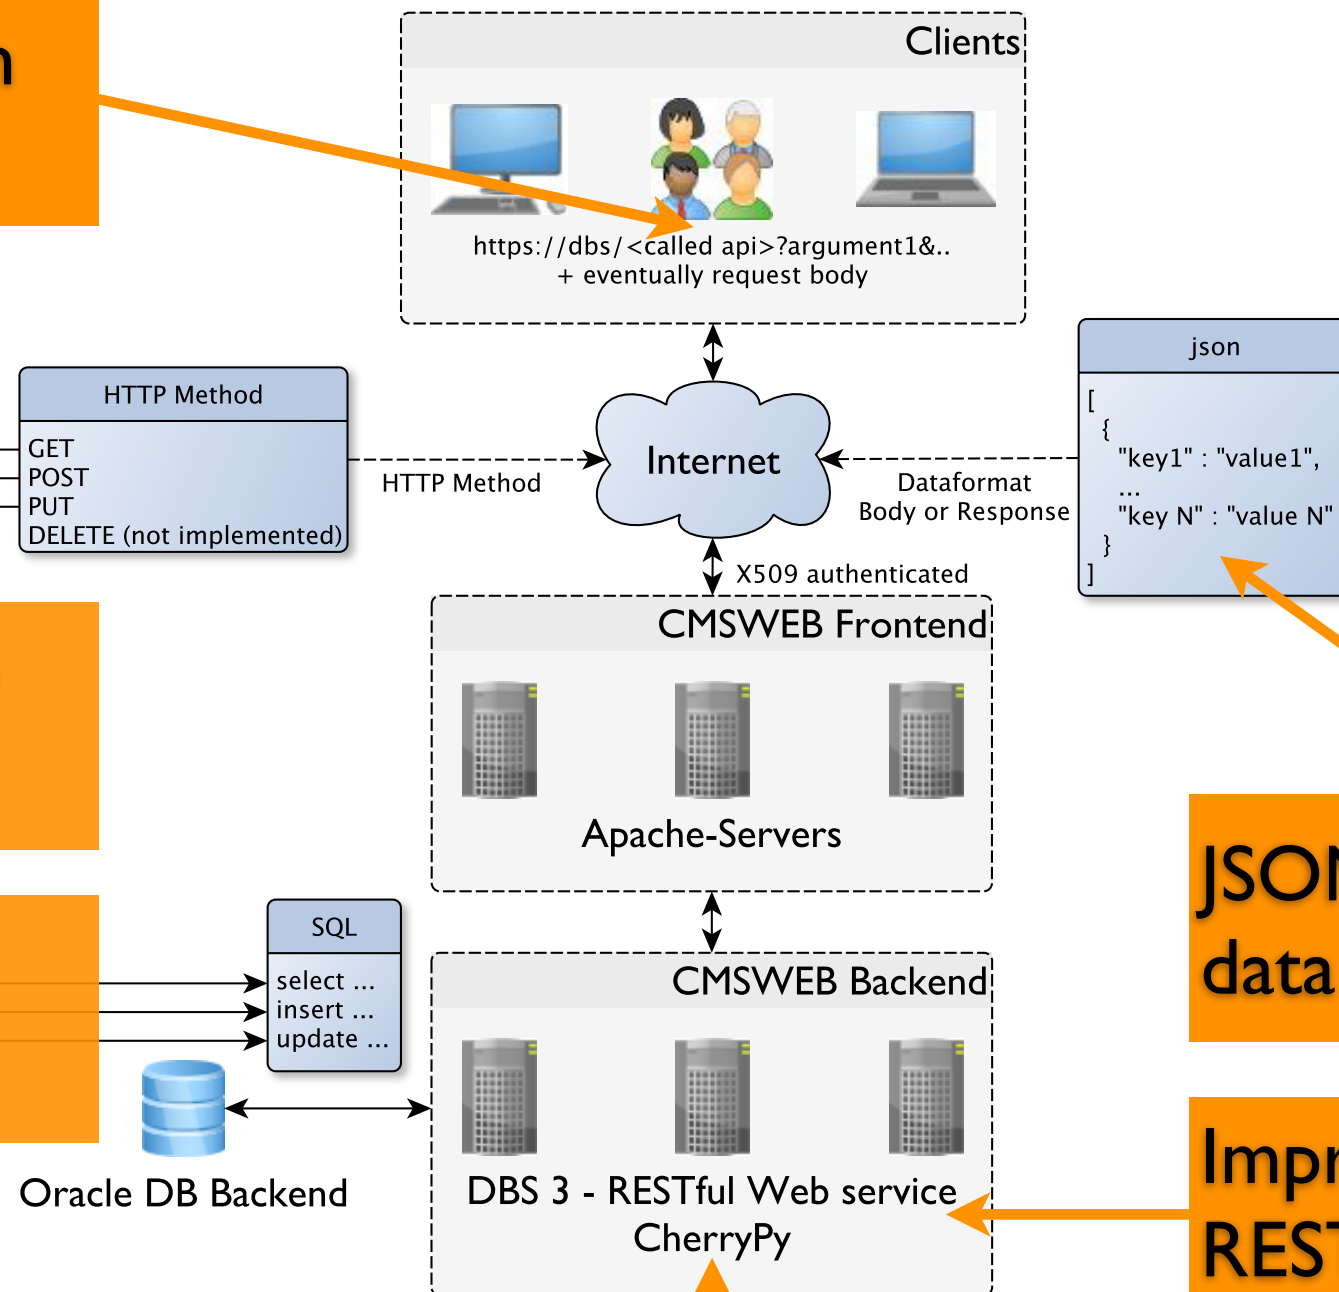 Clients
https://dbs/<called api>?argument1&..
+ eventually request body
HTTP Method
GET
POST
PUT
DELETE (not implemented)
HTTP Method
Internet
Dataformat
Body or Response
json
[
{
"key1" : "value1",
...
"key N" : "value N"
}
]
X509 authenticated
CMSWEB Frontend
Apache-Servers
SQL
select ...
insert ...
update ...
CMSWEB Backend
DBS 3 - RESTful Web service
CherryPy
Oracle DB Backend
data